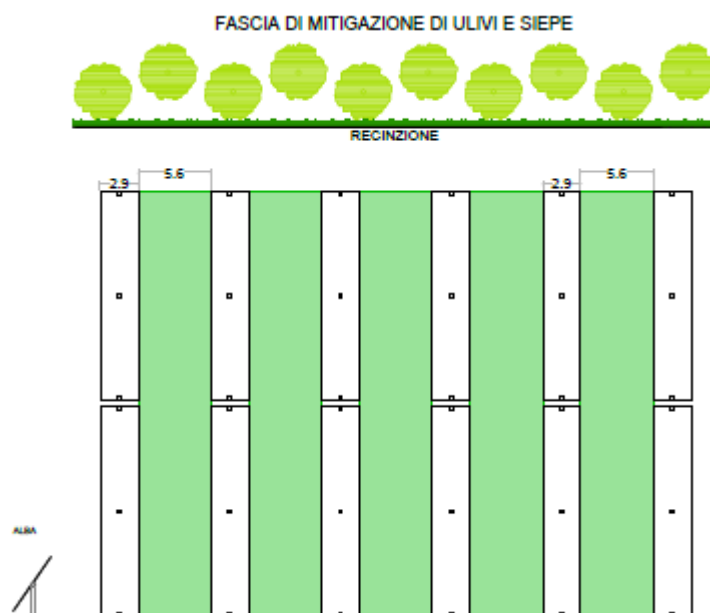 FASCIA DI MITIGAZIONE DI ULIVI E SIEPE
RECINZIONE
2.9 5.6 2.9 5.6
ALBA